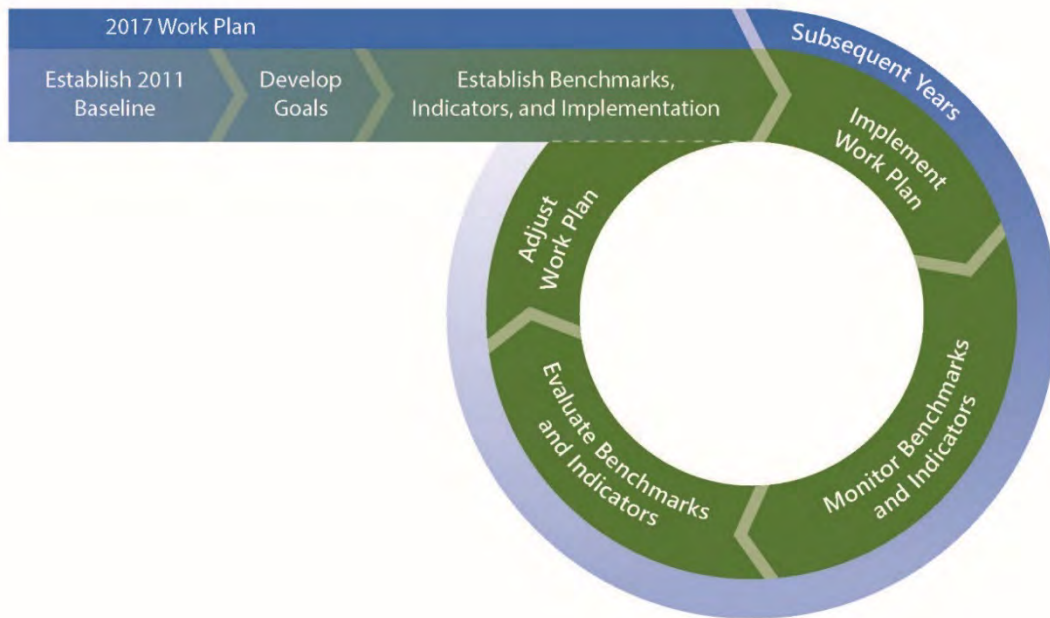 2017 Work Plan
Establish 2011
Baseline
Develop
Goals
Establish Benchmarks,
Indicators, and Implementation
Subsequent Years
Implement
Work Plan
Monitor Benchmarks
and Indicators
Evaluate Benchmarks
and Indicators
Adjust
Work Plan